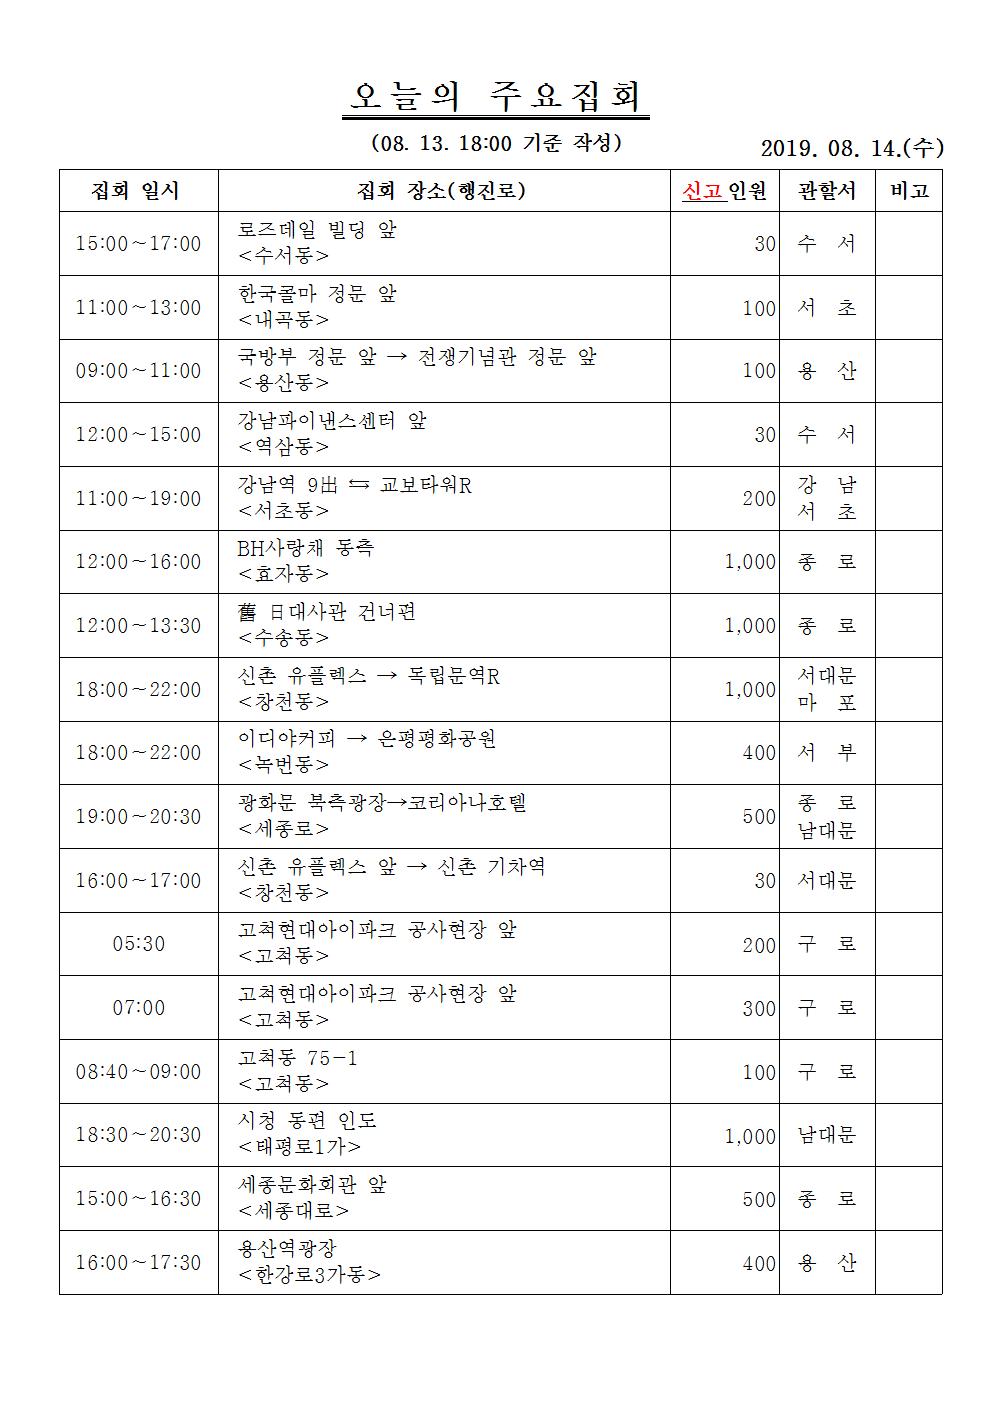 오늘의 주요집회
(08. 13. 18:00 기준 작성)
2019. 08. 14.(수)
집회 일시 집회 장소(행진로) 신고인원 관할서 비고
15:00~17:00 로즈데일 빌딩 앞 30 수 서
<수서동>
11:00~13:00 한국콜마 정문 앞 100 서 초
<내곡동>
09:00~11:00 국방부 정문 앞 → 전쟁기념관 정문 앞 100 용 산
<용산동>
12:00~15:00 강남파이낸스센터 앞 30 수 서
<역삼동>
11:00~19:00 강남역 9出 ⇆ 교보타워R 200 강 남
<서초동> 서 초
12:00~16:00 BH사랑채 동측 1,000 종 로
<효자동>
12:00~13:30 舊 日대사관 건너편 1,000 종 로
<수송동>
18:00~22:00 신촌 유플렉스 → 독립문역R 1,000 서대문
<창천동> 마 포
18:00~22:00 이디야커피 → 은평평화공원 400 서 부
<녹번동>
19:00~20:30 광화문 북측광장→코리아나호텔 500 종 로
<세종로> 남대문
16:00~17:00 신촌 유플렉스 앞 → 신촌 기차역 30 서대문
<창천동>
05:30 고척현대아이파크 공사현장 앞 200 구 로
<고척동>
07:00 고척현대아이파크 공사현장 앞 300 구 로
<고척동>
08:40~09:00 고척동 75-1 100 구 로
<고척동>
18:30~20:30 시청 동편 인도 1,000 남대문
<태평로1가>
15:00~16:30 세종문화회관 앞 500 종 로
<세종대로>
16:00~17:30 용산역광장 400 용 산
<한강로3가동>